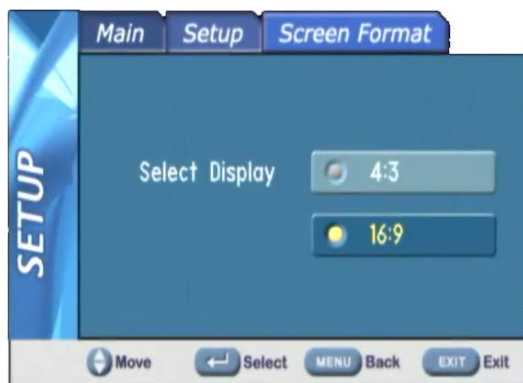 Main Setup Screen Format
SETUP
Select Display
4:3
16:9
Move Select MENU Back EXIT Exit